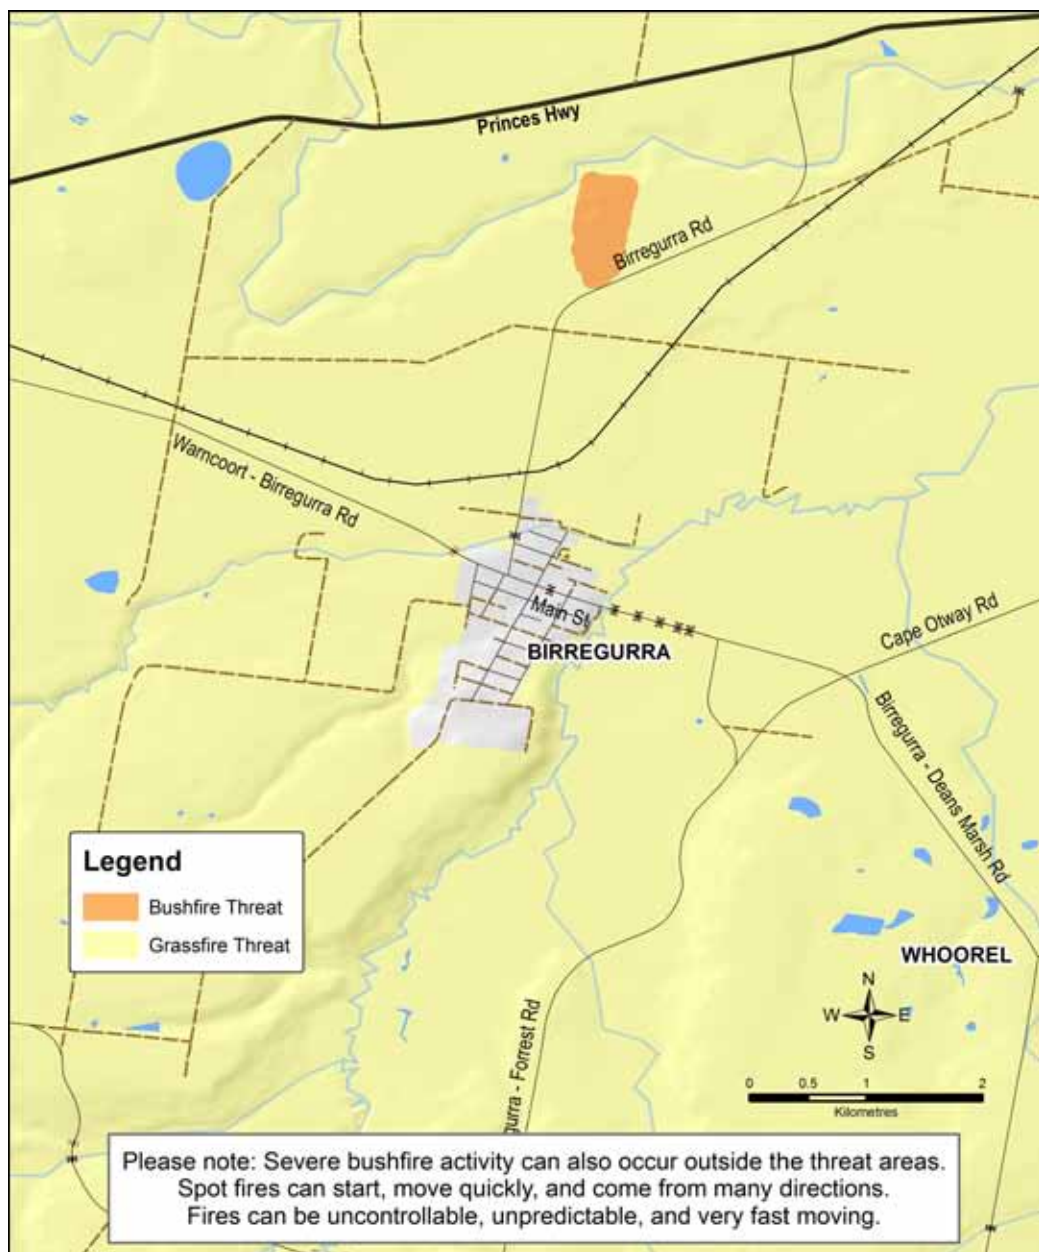 Princes Hwy
Birregurra Rd
Warncoort - Birregurra Rd
Main St
BIRREGURRA
Cape Otway Rd
Birregurra - Deans Marsh Rd
Legend
Bushfire Threat
Grassfire Threat
WHOOREL
N
W E
S
gurra - Forrest Rd
0 0.5 1 2
Kilometres
Please note: Severe bushfire activity can also occur outside the threat areas.
Spot fires can start, move quickly, and come from many directions.
Fires can be uncontrollable, unpredictable, and very fast moving.